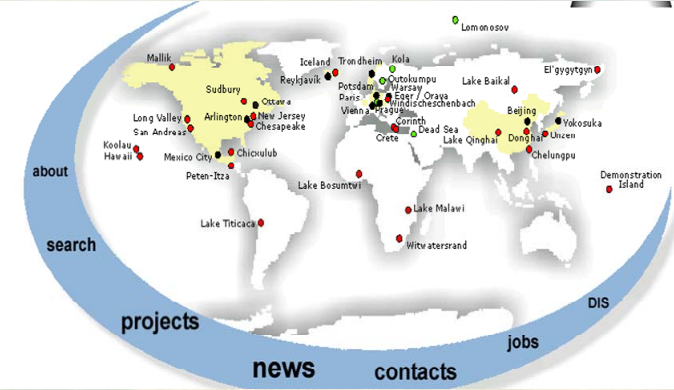 Lomonosov
Mallik
Iceland
Trondheim
Kola
El'gygytgyn
Reykjavik
Outokumpu
Lake Baikal
Sudbury
Potsdam
Warsay
Ottawa
Paris
Eger / Oraya
Windischeschenbach
Long Valley
Arlington
New Jersey
Vienna
Prague
Beijing
San Andreas
Chesapeake
Corinth
Yokosuka
Koolau
Crete
Dead Sea
Lake Qinghai
Donghai
Unzen
Hawaii
Mexico City
Chicxulub
Chelungpu
about
Peten-Itza
Lake Bosumtwi
Demonstration
Island
Lake Titicaca
Lake Malawi
search
Witwatersrand
DIS
projects
jobs
news
contacts